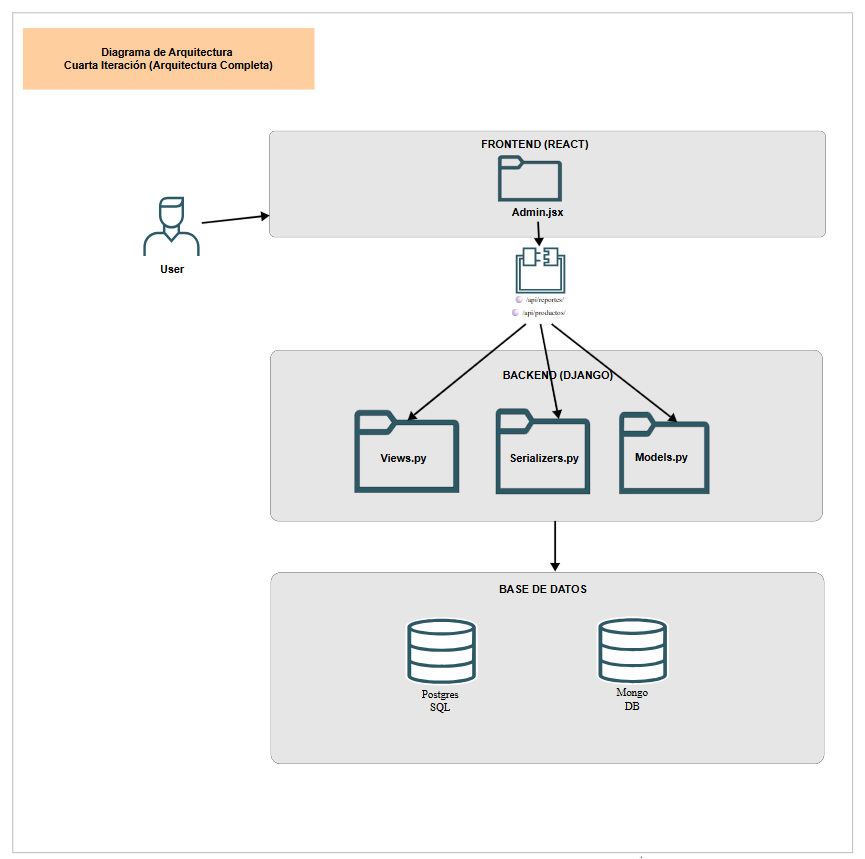 Diagrama de Arquitectura
Cuarta Iteración (Arquitectura Completa)
FRONTEND (REACT)
Admin.jsx
User
/api/reportes/
/api/productos/
BACKEND (DJANGO)
Views.py
Serializers.py
Models.py
BASE DE DATOS
Postgres
SQL
Mongo
DB